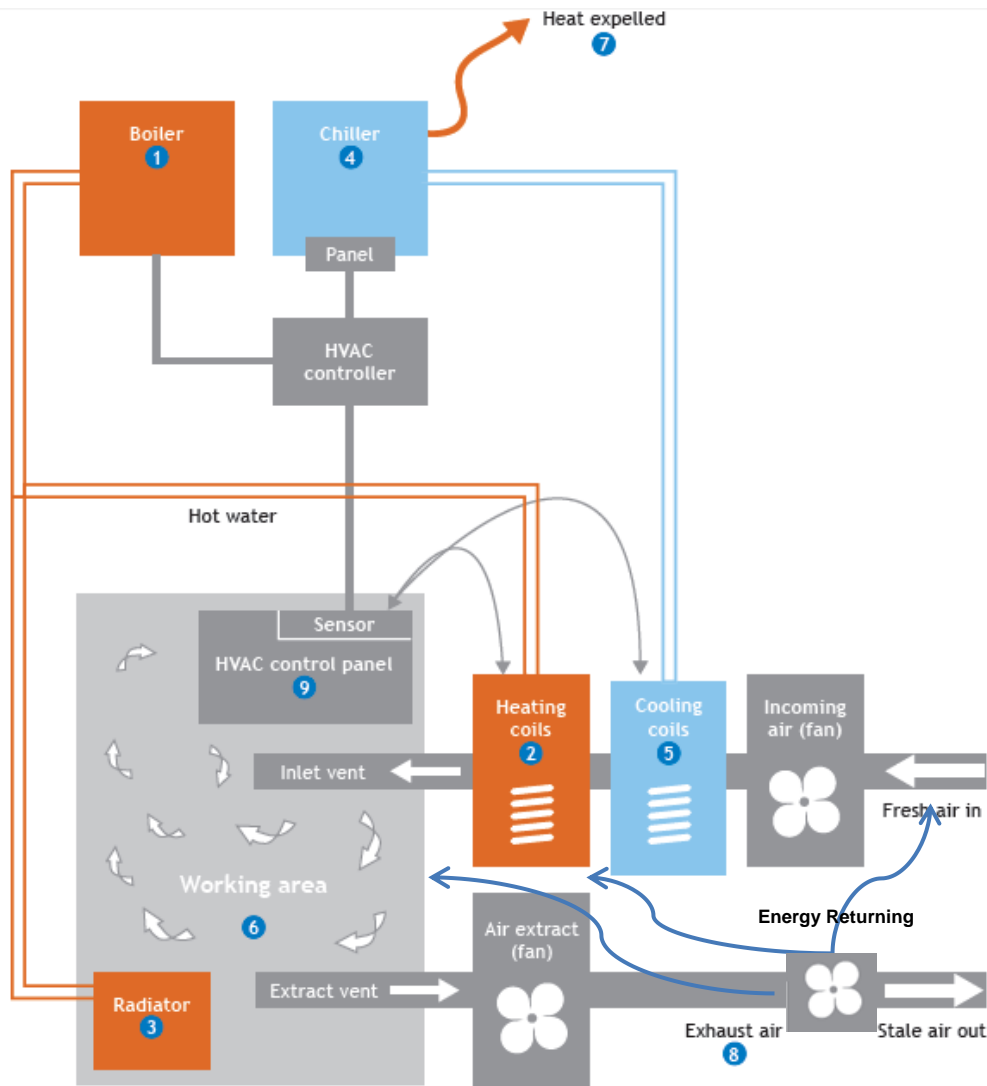 Heat expelled
7
Boiler
1
Chiller
4
Panel
HVAC
controller
Hot water
Sensor
HVAC control panel
9
Heating
coils
2
Cooling
coils
5
Incoming
air (fan)
Inlet vent
Fresh air in
Working area
6
Energy Returning
Air extract
(fan)
Extract vent
Radiator
3
Exhaust air
8
Stale air out